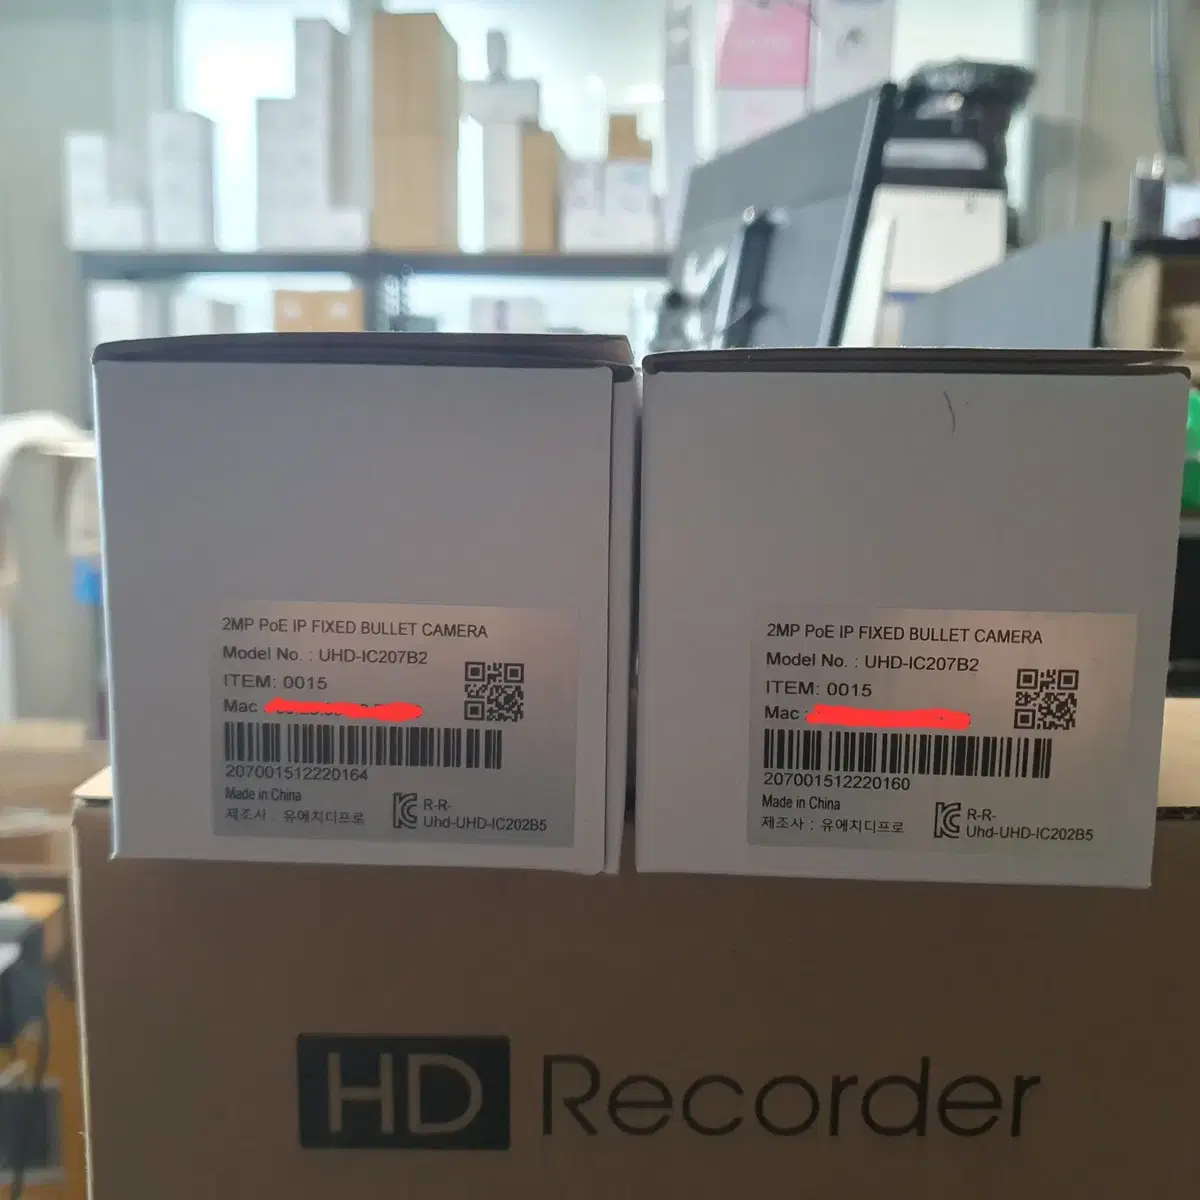 2MP PoE IP FIXED BULLET CAMERA
Model No. : UHD-IC207B2
ITEM: 0015
Mac
207001512220164
Made in China
제조사 : 유에치디프로
R-R-
Uhd-UHD-IC202B5
2MP PoE IP FIXED BULLET CAMERA
Model No. : UHD-IC207B2
ITEM: 0015
Mac :
207001512220160
Made in China
제조사 : 유에치디프로
R-R-
Uhd-UHD-IC202B5
HD Recorder